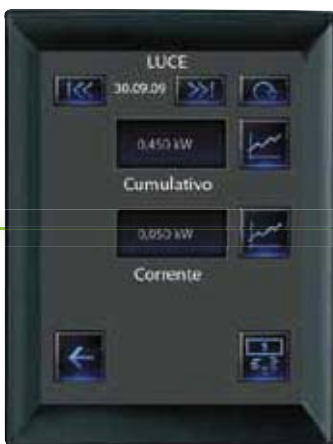 LUCE
30.09.09
0,450 kW
Cumulativo
0,050 kW
Corrente